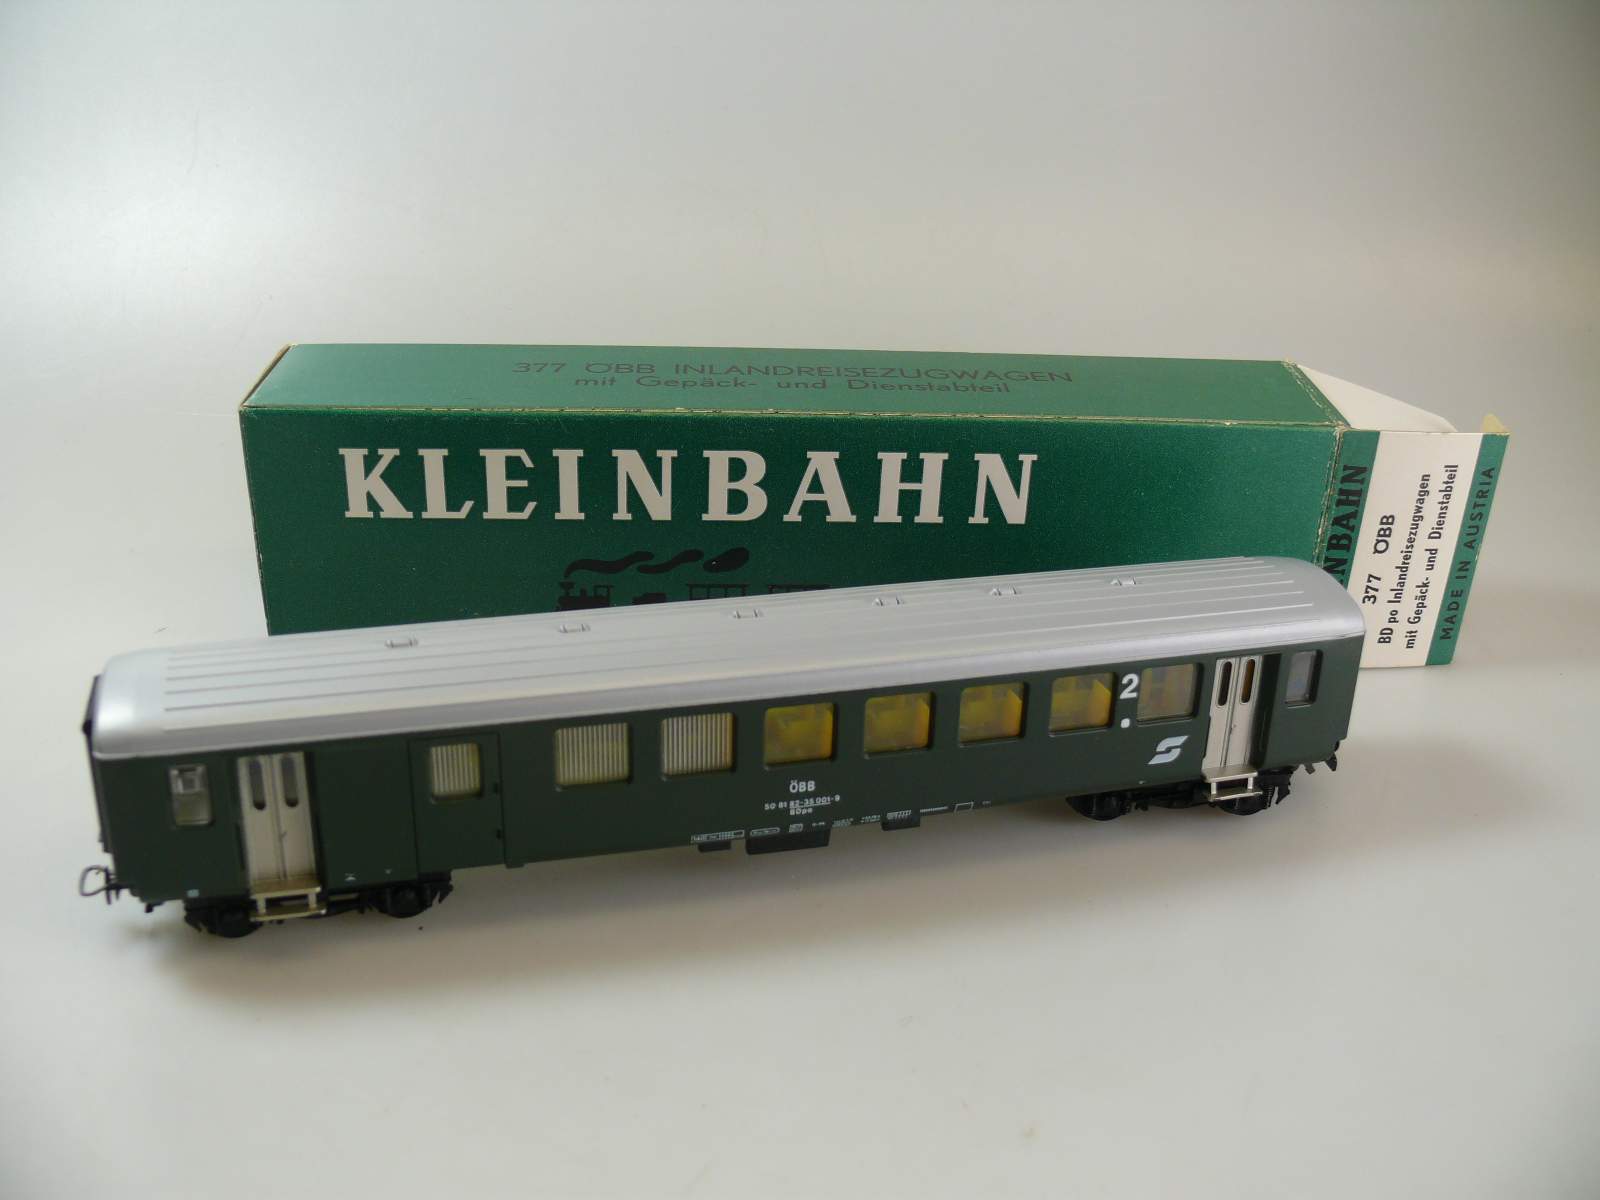 377 ÖBB INLANDREISEZUGWAGEN
mit Gepäck- und Dienstabteil
KLEINBAHN
NBAHN
377 ÖBB
BD po Inlandreisezugwagen
mit Gepäck- und Dienstabteil
MADE IN AUSTRIA
2
ÖBB
50 81 82-35 001-9
BDpo